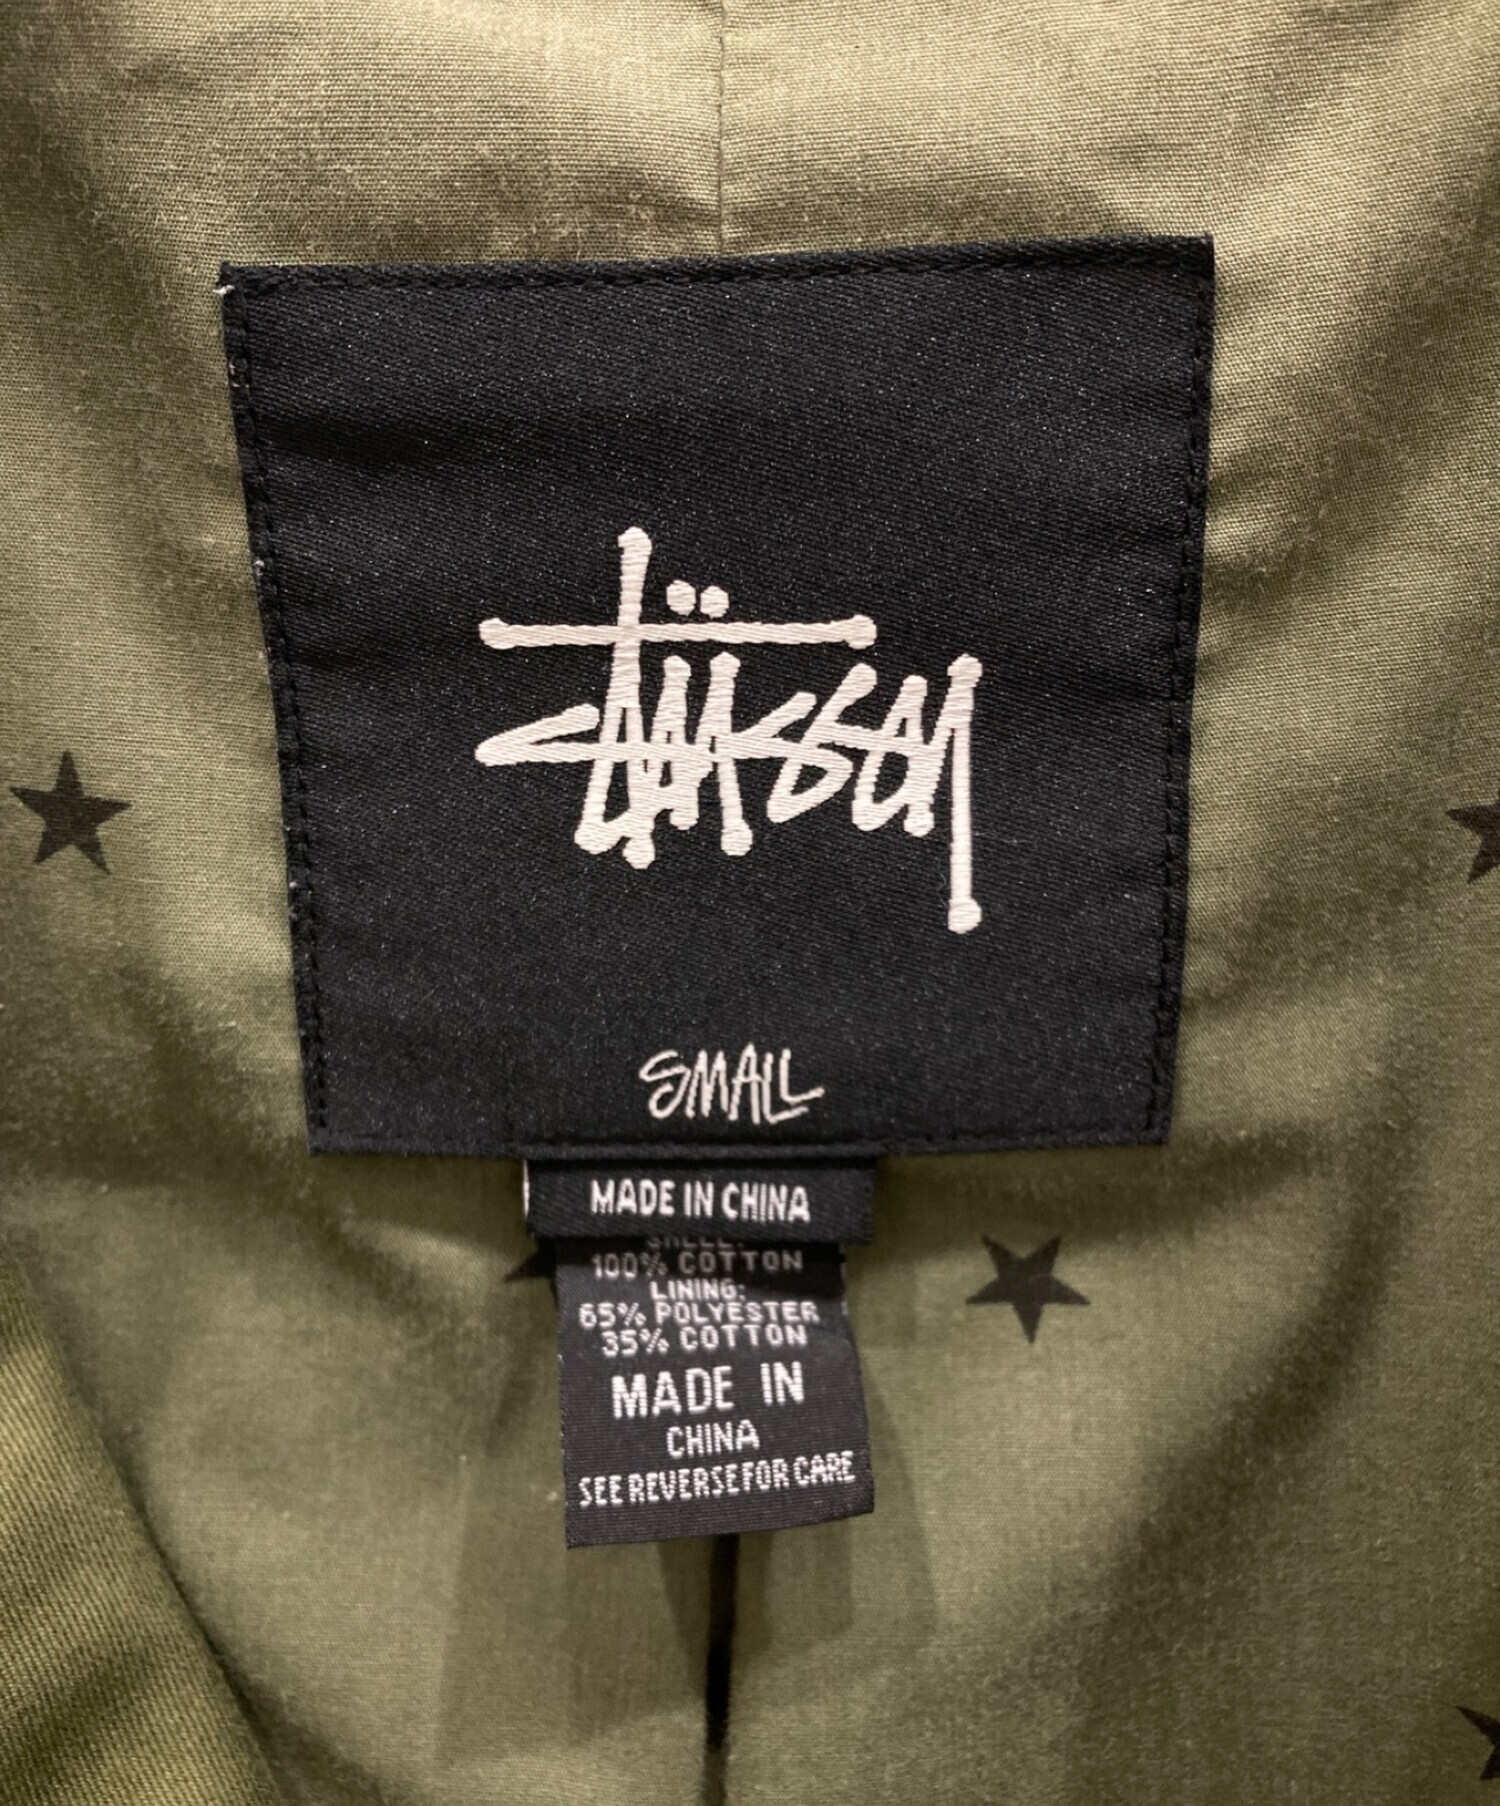 Stüssy
SMALL
MADE IN CHINA
SHELL:
100% COTTON
LINING:
65% POLYESTER
35% COTTON
MADE IN
CHINA
SEE REVERSE FOR CARE